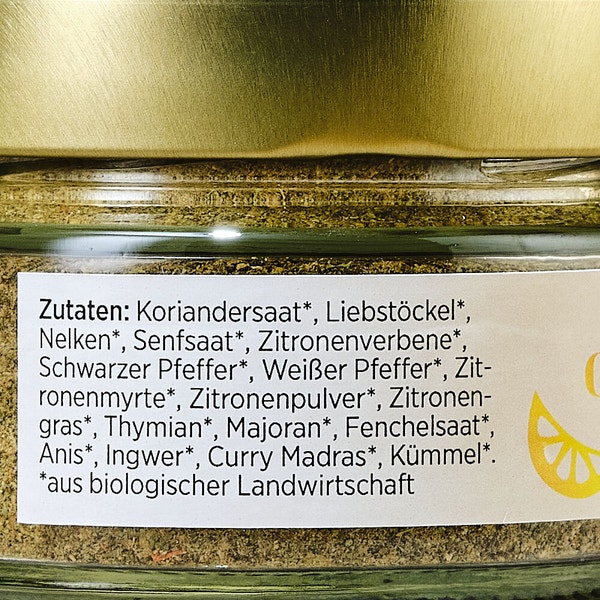 Zutaten: Koriandersaat*, Liebstöckel*,
Nelken*, Senfsaat*, Zitronenverbene*,
Schwarzer Pfeffer*, Weißer Pfeffer*, Zit-
ronenmyrte*, Zitronenpulver*, Zitronen-
gras*, Thymian*, Majoran*, Fenchelsaat*,
Anis*, Ingwer*, Curry Madras*, Kümmel*.
*aus biologischer Landwirtschaft